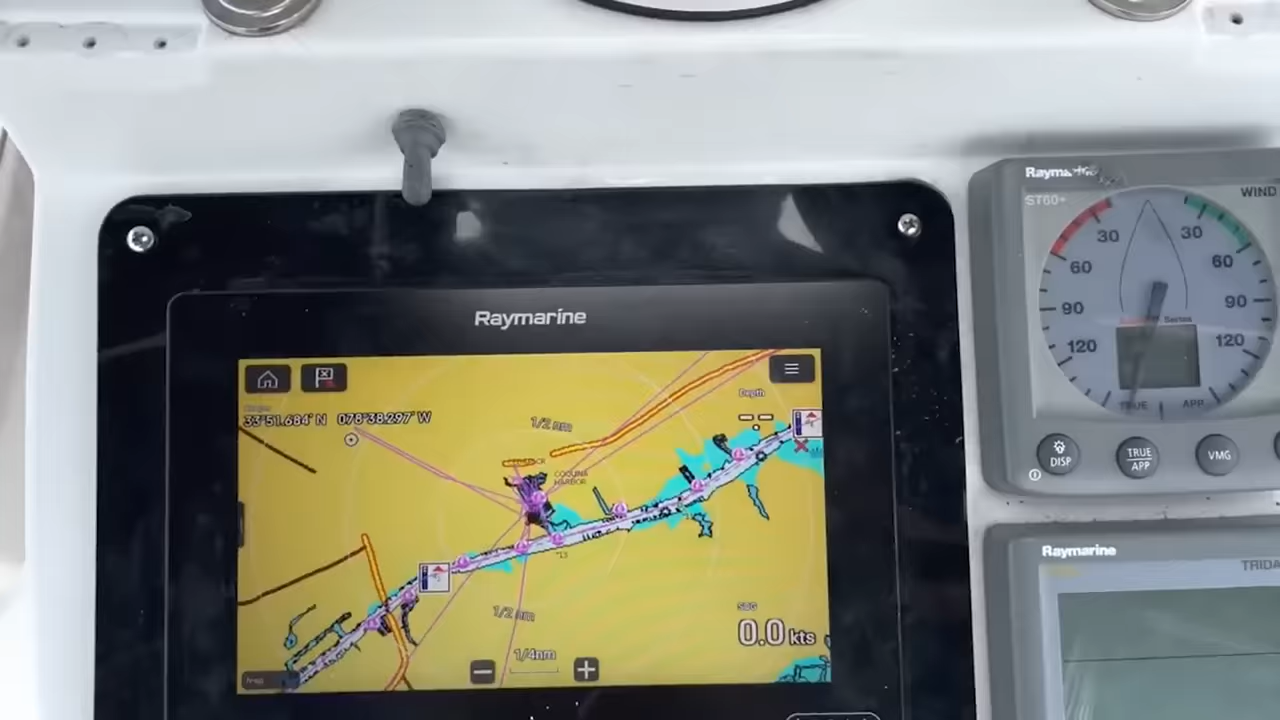 Raymarine
33°51.684' N 078°38.297' W
Depth
-- 
1/2 nm
COQUINA
HARBOR
13
1/2 nm
SOG
0.0 kts
1/4nm
ST60+
WIND
30 30
60 60
90 90
120 120
TRUE APP
DISP
TRUE
APP
VMG
Raymarine
TRIDA